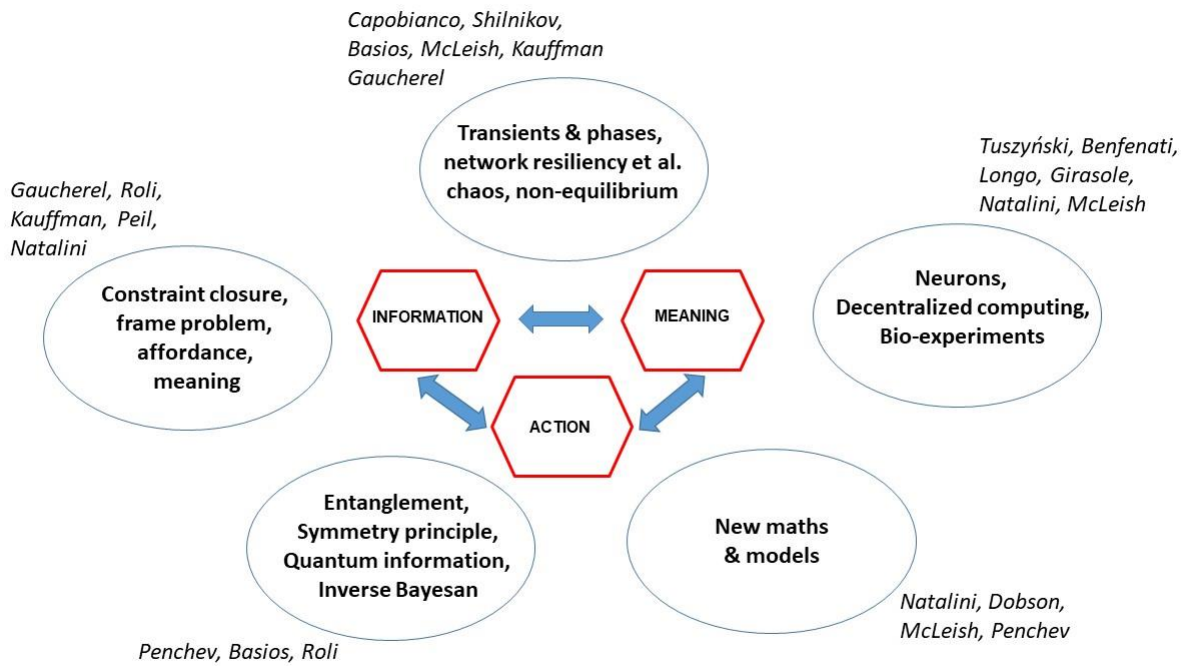 Capobianco, Shilnikov,
Basios, McLeish, Kauffman
Gaucherel
Transients & phases,
network resiliency et al.
chaos, non-equilibrium
Tuszyński, Benfenati,
Longo, Girasole,
Natalini, McLeish
Gaucherel, Roli,
Kauffman, Peil,
Natalini
Constraint closure,
frame problem,
affordance,
meaning
INFORMATION
MEANING
Neurons,
Decentralized computing,
Bio-experiments
ACTION
Entanglement,
Symmetry principle,
Quantum information,
Inverse Bayesan
New maths
& models
Natalini, Dobson,
McLeish, Penchev
Penchev, Basios, Roli